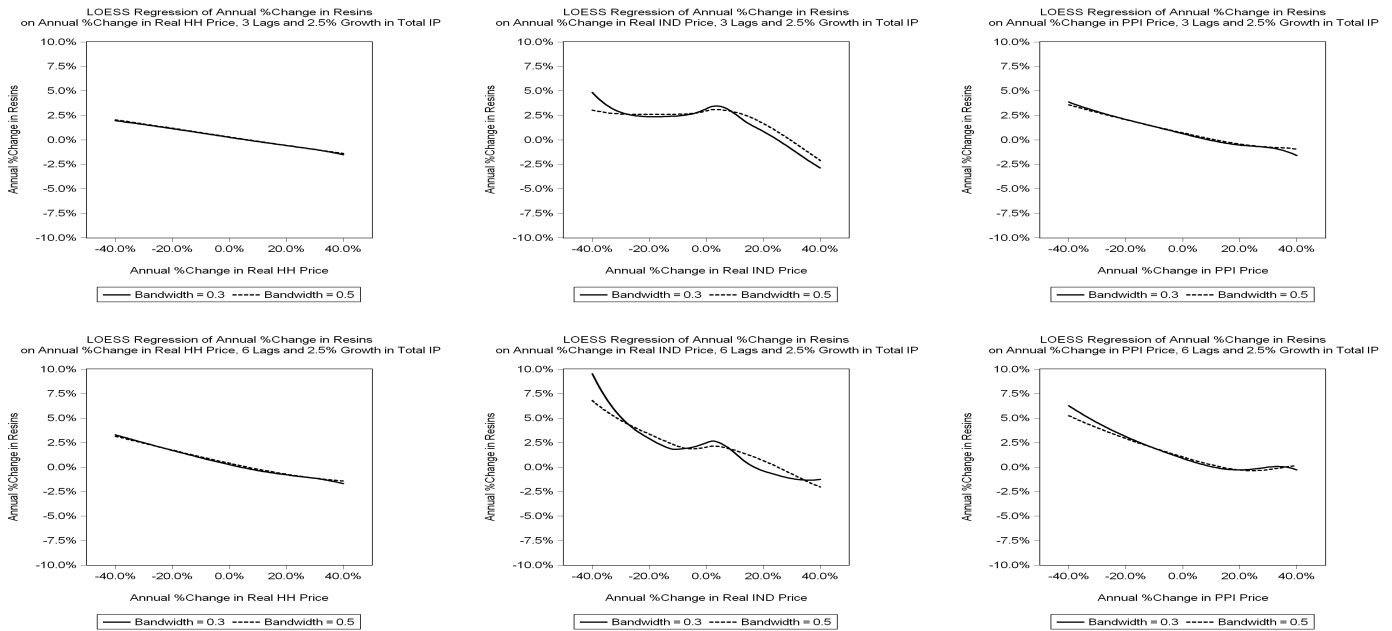 LOESS Regression of Annual %Change in Resins
on Annual %Change in Real HH Price, 3 Lags and 2.5% Growth in Total IP
10.0%
7.5%
5.0%
2.5%
0.0%
-2.5%
-5.0%
-7.5%
-10.0%
Annual %Change in Resins
-40.0% -20.0% 0.0% 20.0% 40.0%
Annual %Change in Real HH Price
Bandwidth = 0.3 Bandwidth = 0.5
LOESS Regression of Annual %Change in Resins
on Annual %Change in Real IND Price, 3 Lags and 2.5% Growth in Total IP
10.0%
7.5%
5.0%
2.5%
0.0%
-2.5%
-5.0%
-7.5%
-10.0%
Annual %Change in Resins
-40.0% -20.0% 0.0% 20.0% 40.0%
Annual %Change in Real IND Price
Bandwidth = 0.3 Bandwidth = 0.5
LOESS Regression of Annual %Change in Resins
on Annual %Change in PPI Price, 3 Lags and 2.5% Growth in Total IP
10.0%
7.5%
5.0%
2.5%
0.0%
-2.5%
-5.0%
-7.5%
-10.0%
Annual %Change in Resins
-40.0% -20.0% 0.0% 20.0% 40.0%
Annual %Change in PPI Price
Bandwidth = 0.3 Bandwidth = 0.5
LOESS Regression of Annual %Change in Resins
on Annual %Change in Real HH Price, 6 Lags and 2.5% Growth in Total IP
10.0%
7.5%
5.0%
2.5%
0.0%
-2.5%
-5.0%
-7.5%
-10.0%
Annual %Change in Resins
-40.0% -20.0% 0.0% 20.0% 40.0%
Annual %Change in Real HH Price
Bandwidth = 0.3 Bandwidth = 0.5
LOESS Regression of Annual %Change in Resins
on Annual %Change in Real IND Price, 6 Lags and 2.5% Growth in Total IP
10.0%
7.5%
5.0%
2.5%
0.0%
-2.5%
-5.0%
-7.5%
-10.0%
Annual %Change in Resins
-40.0% -20.0% 0.0% 20.0% 40.0%
Annual %Change in Real IND Price
Bandwidth = 0.3 Bandwidth = 0.5
LOESS Regression of Annual %Change in Resins
on Annual %Change in PPI Price, 6 Lags and 2.5% Growth in Total IP
10.0%
7.5%
5.0%
2.5%
0.0%
-2.5%
-5.0%
-7.5%
-10.0%
Annual %Change in Resins
-40.0% -20.0% 0.0% 20.0% 40.0%
Annual %Change in PPI Price
Bandwidth = 0.3 Bandwidth = 0.5